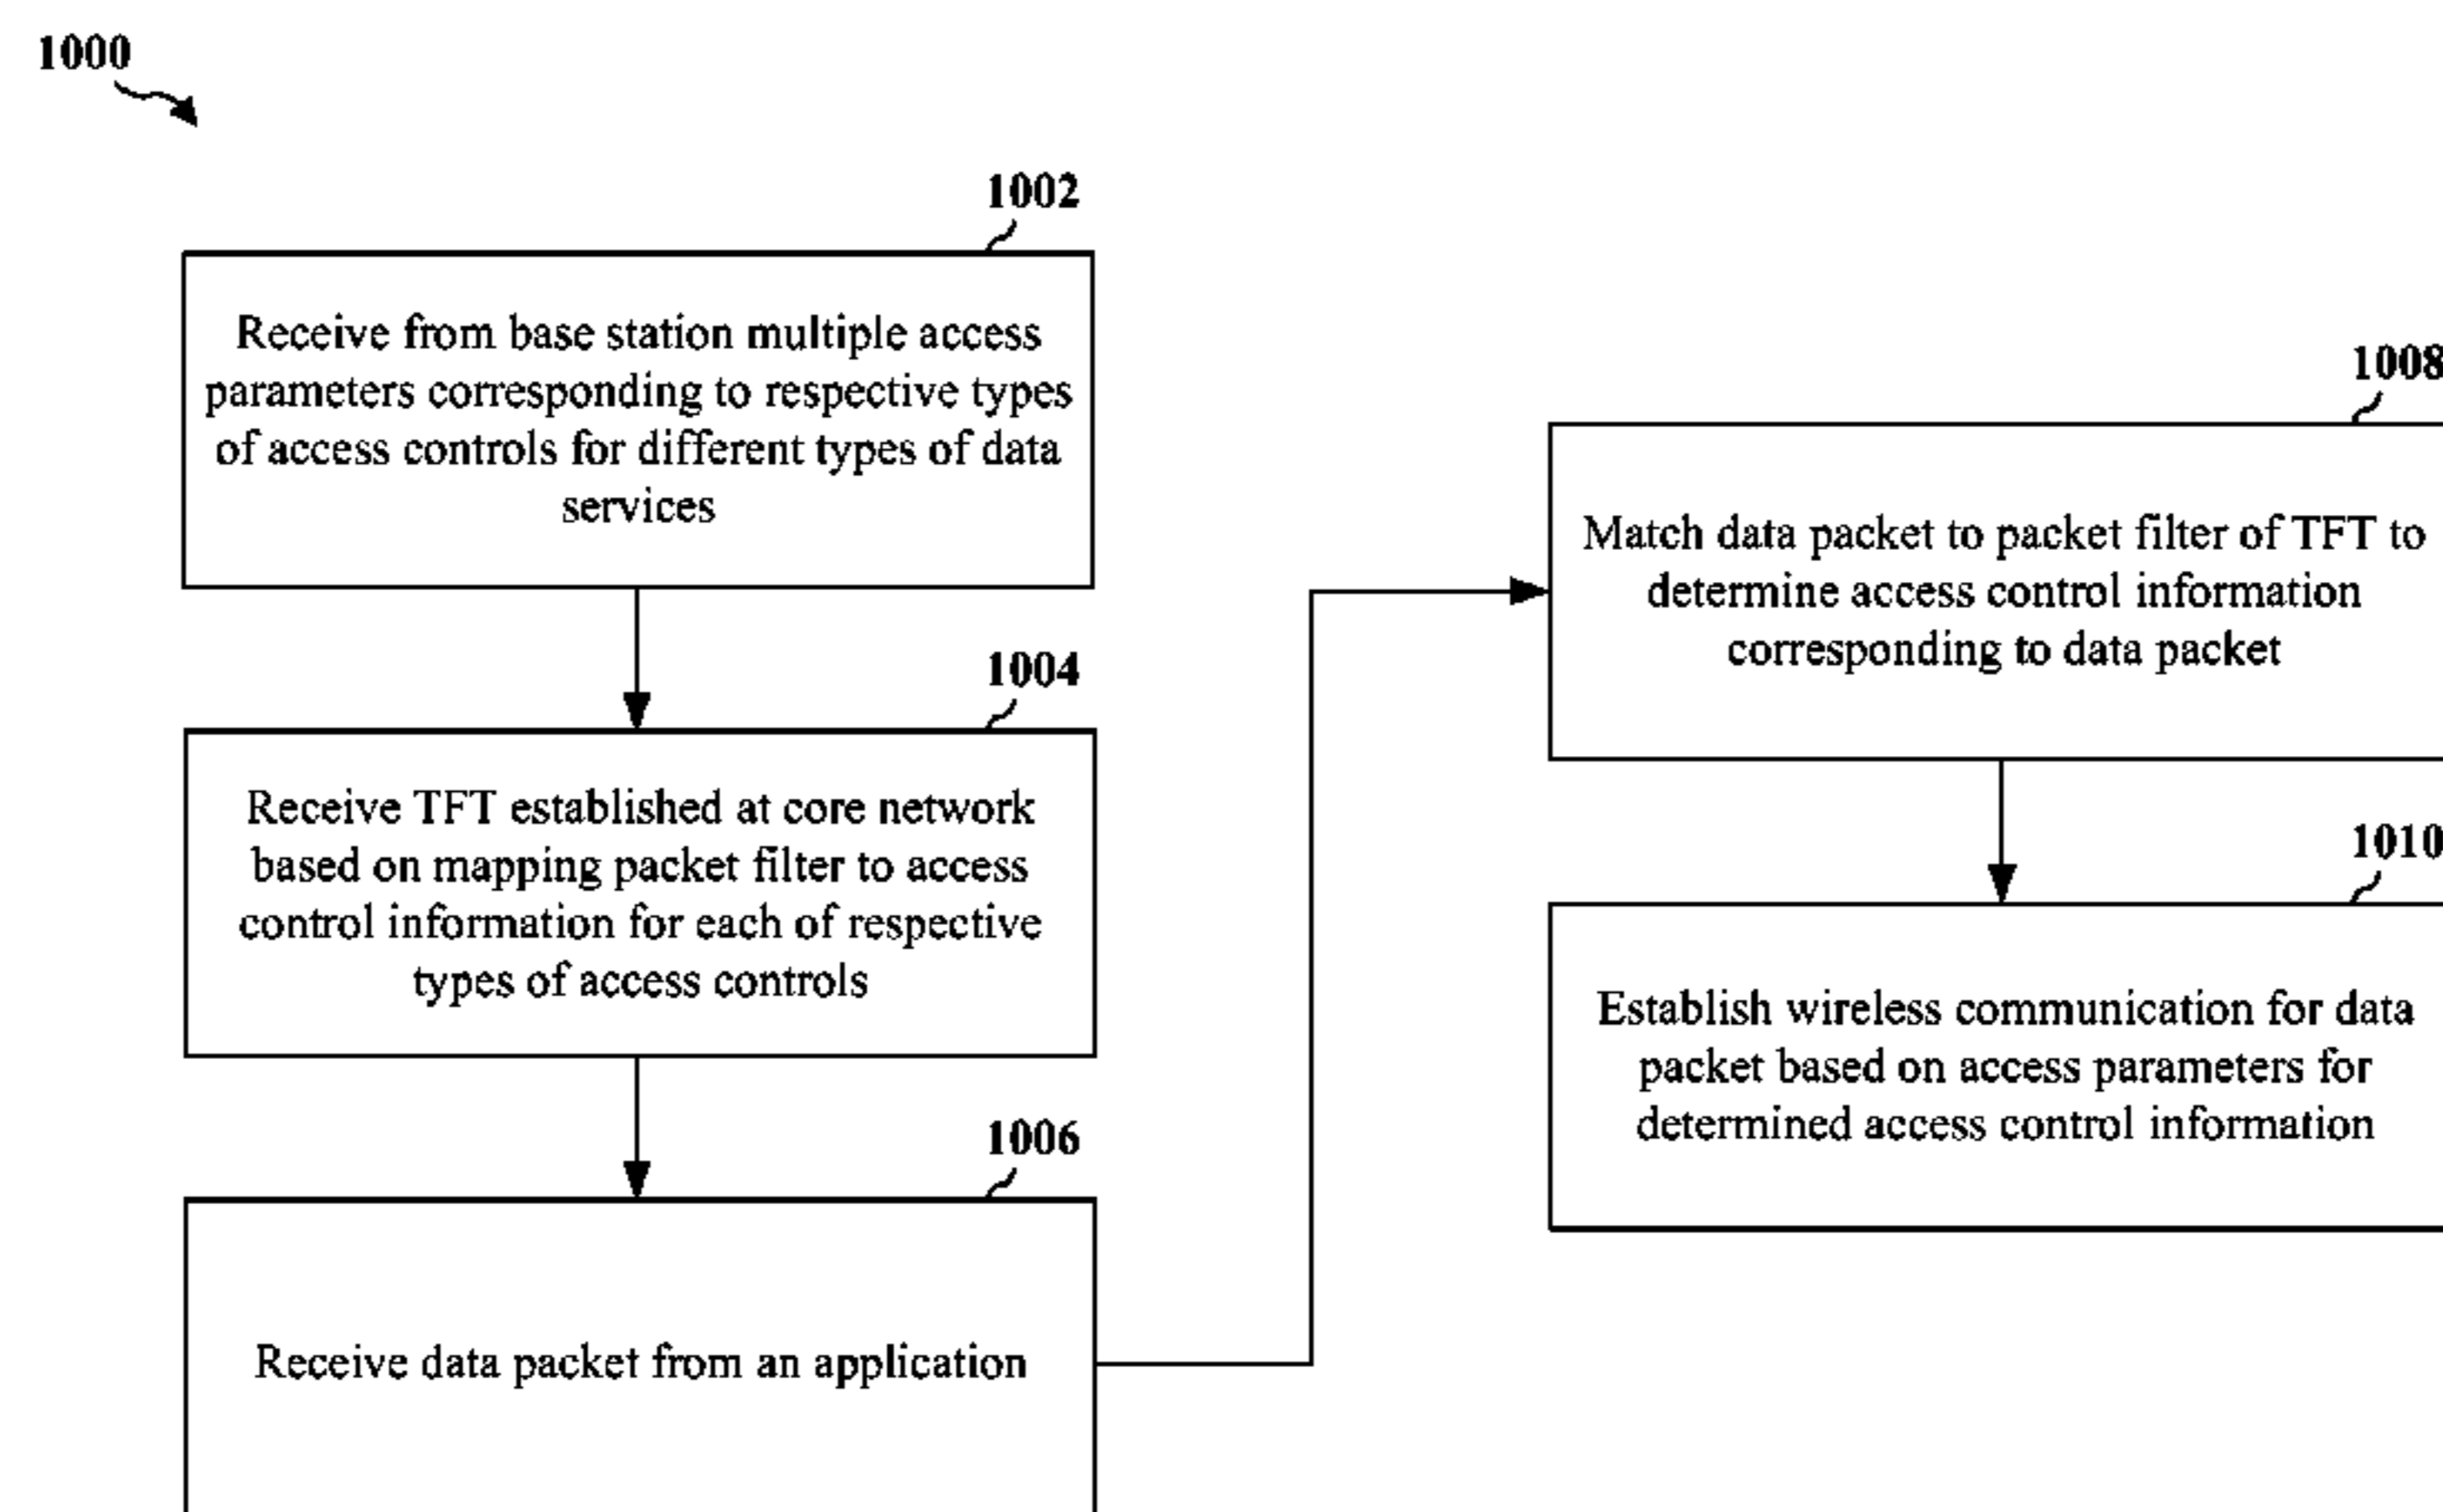 1000
1002
Receive from base station multiple access
parameters corresponding to respective types
of access controls for different types of data
services
1004
Receive TFT established at core network
based on mapping packet filter to access
control information for each of respective
types of access controls
1006
Receive data packet from an application
1008
Match data packet to packet filter of TFT to
determine access control information
corresponding to data packet
1010
Establish wireless communication for data
packet based on access parameters for
determined access control information